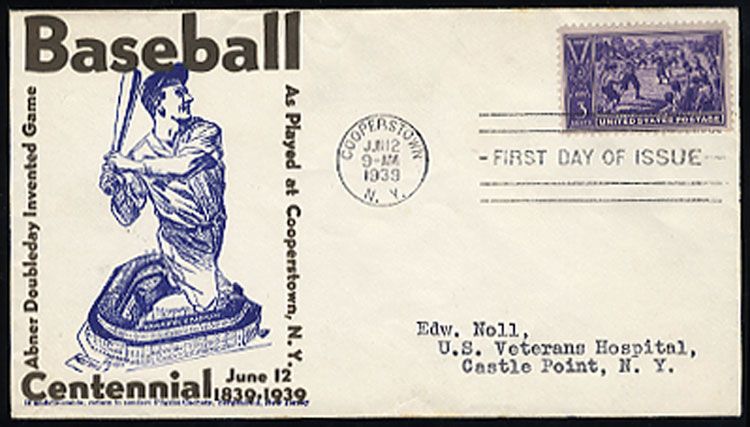 Baseball
Abner Doubleday Invented Game
As Played at Cooperstown, N. Y.
Centennial
June 12
1839-1939
COOPERSTOWN
JUN 12
9-AM
1939
N. Y.
FIRST DAY OF ISSUE
3
CENTS
UNITED STATES POSTAGE
Edw. Noll,
U.S. Veterans Hospital,
Castle Point, N. Y.